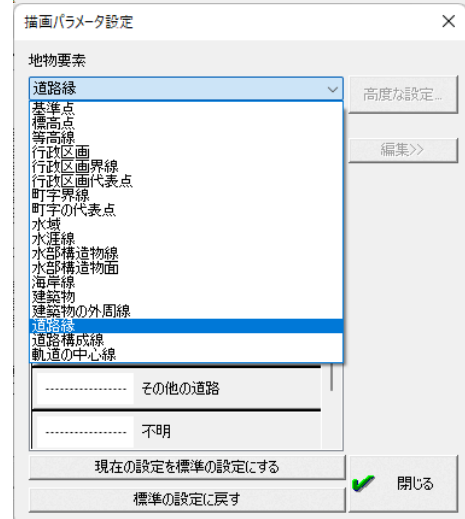 描画パラメータ設定
地物要素
道路縁
高度な設定...
基準点
標高点
等高線
行政区画
行政区画界線
行政区画代表点
町字界線
町字の代表点
水域
水涯線
水部構造物線
水部構造物面
海岸線
建築物
建築物の外周線
道路縁
道路構成線
軌道の中心線
編集>>
その他の道路
不明
現在の設定を標準の設定にする
標準の設定に戻す
閉じる